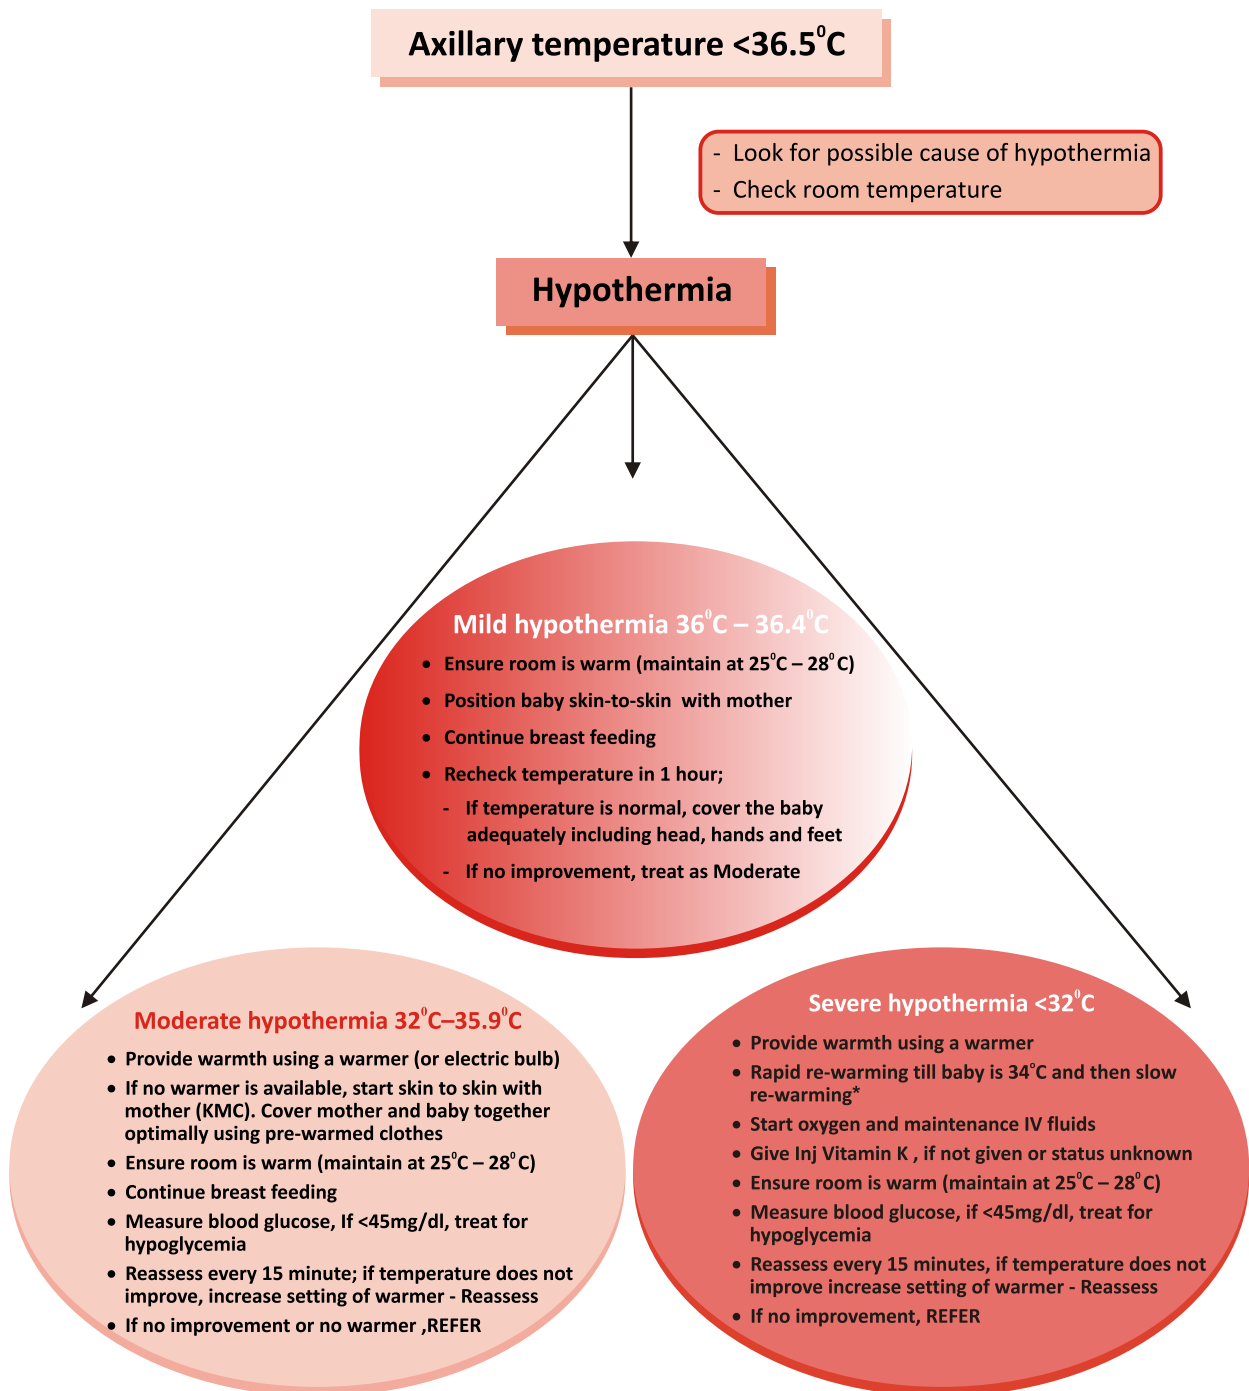 Axillary temperature <36.5⁰C
- Look for possible cause of hypothermia
- Check room temperature
Hypothermia
Mild hypothermia 36⁰C – 36.4⁰C
• Ensure room is warm (maintain at 25⁰C – 28⁰C)
• Position baby skin-to-skin with mother
• Continue breast feeding
• Recheck temperature in 1 hour;
- If temperature is normal, cover the baby
adequately including head, hands and feet
- If no improvement, treat as Moderate
Moderate hypothermia 32⁰C–35.9⁰C
• Provide warmth using a warmer (or electric bulb)
• If no warmer is available, start skin to skin with
mother (KMC). Cover mother and baby together
optimally using pre-warmed clothes
• Ensure room is warm (maintain at 25⁰C – 28⁰C)
• Continue breast feeding
• Measure blood glucose, If <45mg/dl, treat for
hypoglycemia
• Reassess every 15 minute; if temperature does not
improve, increase setting of warmer - Reassess
• If no improvement or no warmer ,REFER
Severe hypothermia <32⁰C
• Provide warmth using a warmer
• Rapid re-warming till baby is 34⁰C and then slow
re-warming*
• Start oxygen and maintenance IV fluids
• Give Inj Vitamin K , if not given or status unknown
• Ensure room is warm (maintain at 25⁰C – 28⁰C)
• Measure blood glucose, if <45mg/dl, treat for
hypoglycemia
• Reassess every 15 minutes, if temperature does not
improve increase setting of warmer - Reassess
• If no improvement, REFER